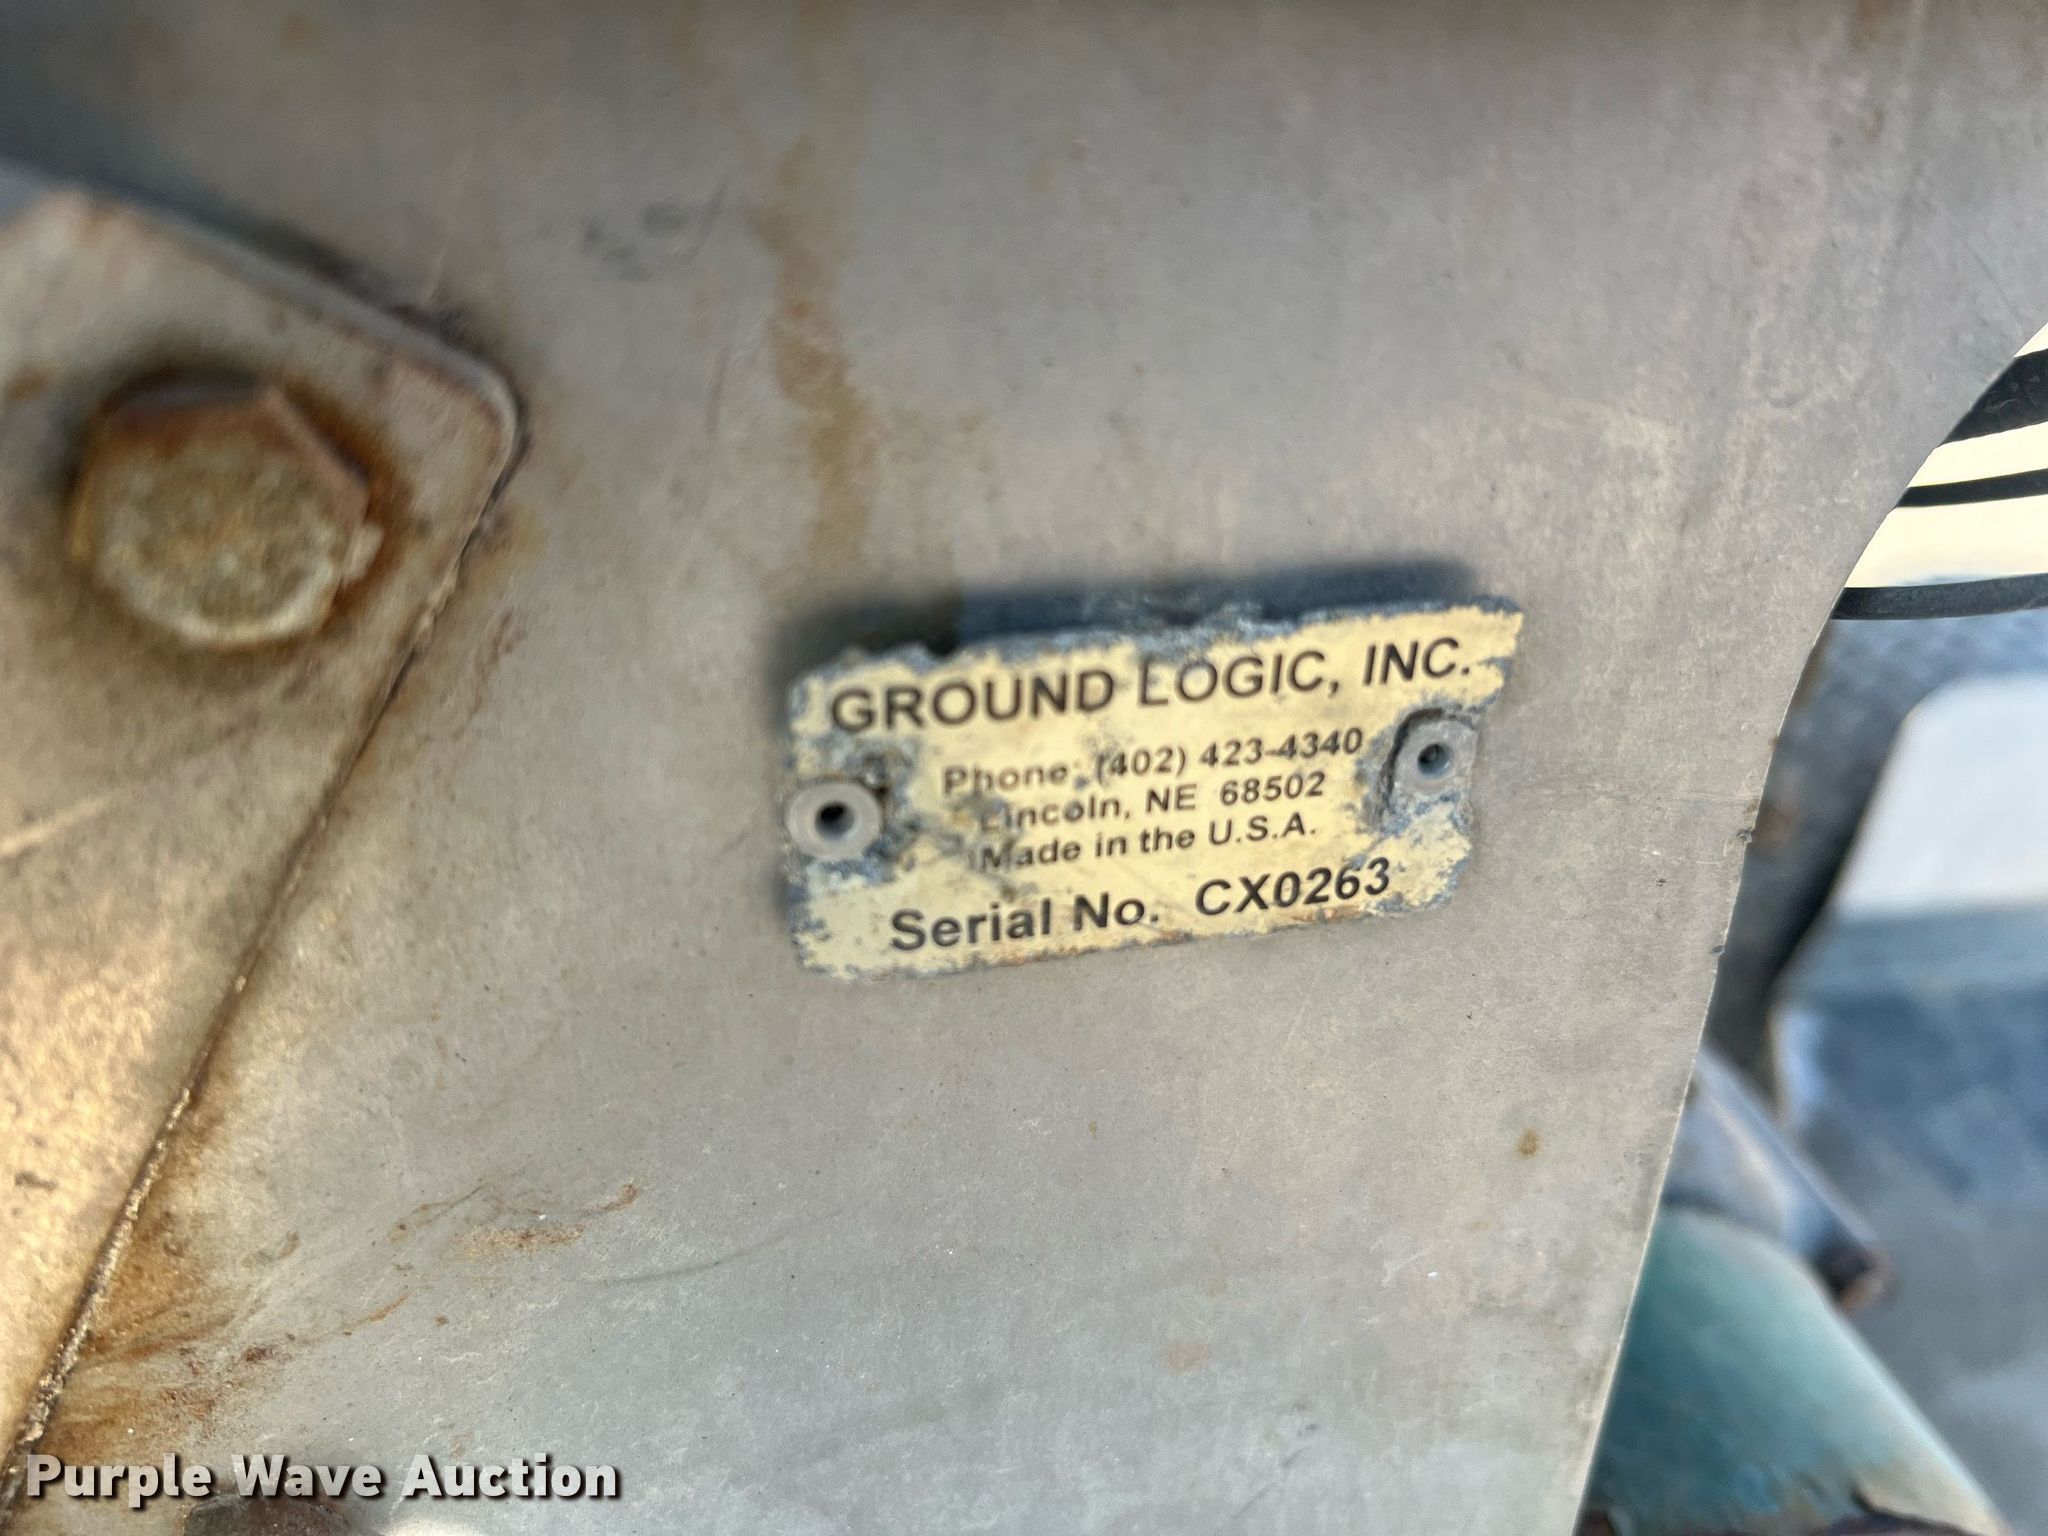 GROUND LOGIC, INC.
Phone: (402) 423-4340
Lincoln, NE 68502
Made in the U.S.A.
Serial No. CX0263
Purple Wave Auction